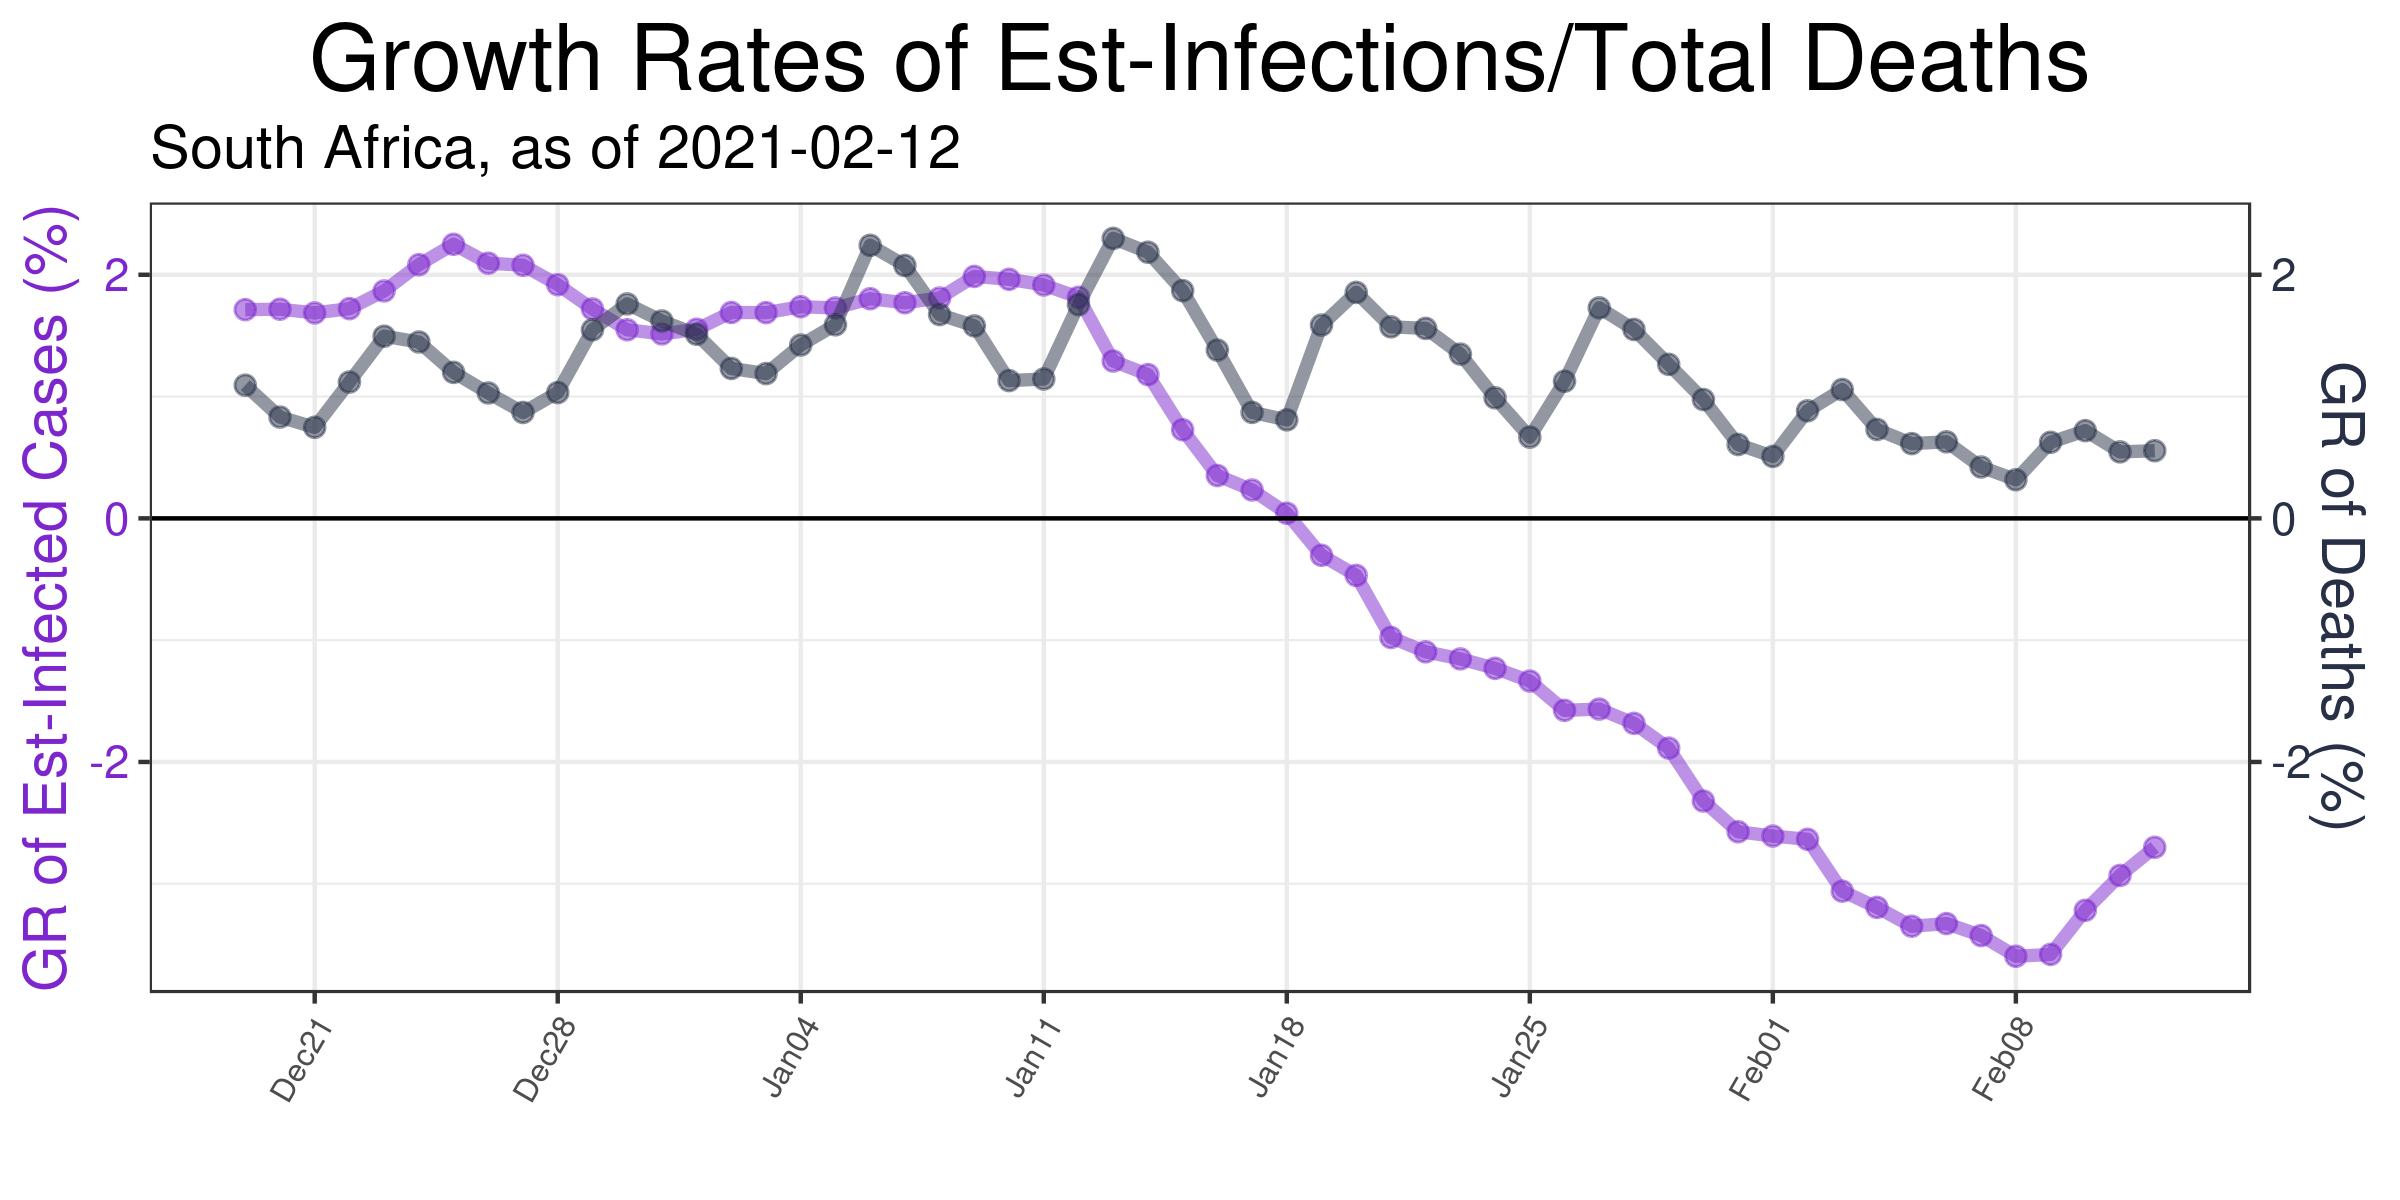 Growth Rates of Est-Infections/Total Deaths
South Africa, as of 2021-02-12
GR of Est-Infected Cases (%)
2
0
-2
2
0
-2
GR of Deaths (%)
Dec21
Dec28
Jan04
Jan11
Jan18
Jan25
Feb01
Feb08